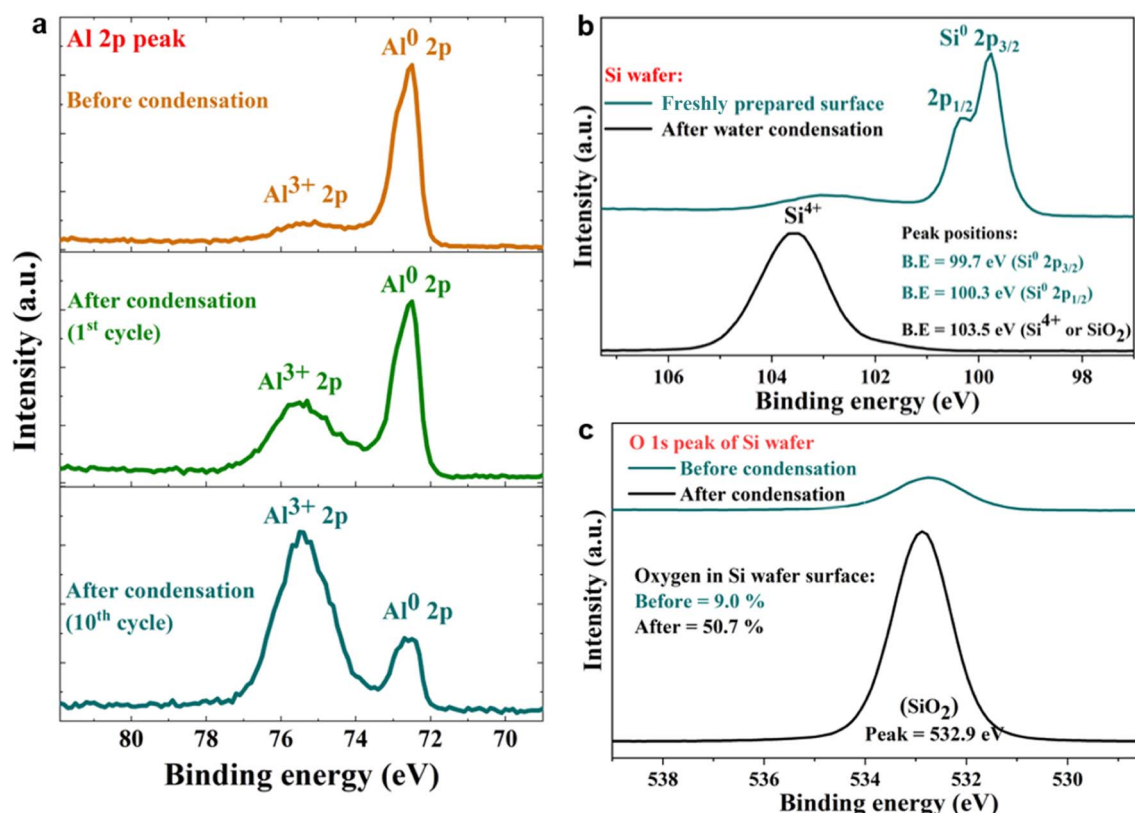 a
Al 2p peak
Al⁰ 2p
Before condensation
Al³⁺ 2p
Al⁰ 2p
After condensation
(1ˢᵗ cycle)
Al³⁺ 2p
Al³⁺ 2p
After condensation
(10ᵗʰ cycle)
Al⁰ 2p
Intensity (a.u.)
80 78 76 74 72 70
Binding energy (eV)
b
Si⁰ 2p₃/₂
Si wafer:
Freshly prepared surface
2p₁/₂
After water condensation
Si⁴⁺
Peak positions:
B.E = 99.7 eV (Si⁰ 2p₃/₂)
B.E = 100.3 eV (Si⁰ 2p₁/₂)
B.E = 103.5 eV (Si⁴⁺ or SiO₂)
Intensity (a.u.)
106 104 102 100 98
Binding energy (eV)
c
O 1s peak of Si wafer
Before condensation
After condensation
Oxygen in Si wafer surface:
Before = 9.0 %
After = 50.7 %
(SiO₂)
Peak = 532.9 eV
Intensity (a.u.)
538 536 534 532 530
Binding energy (eV)